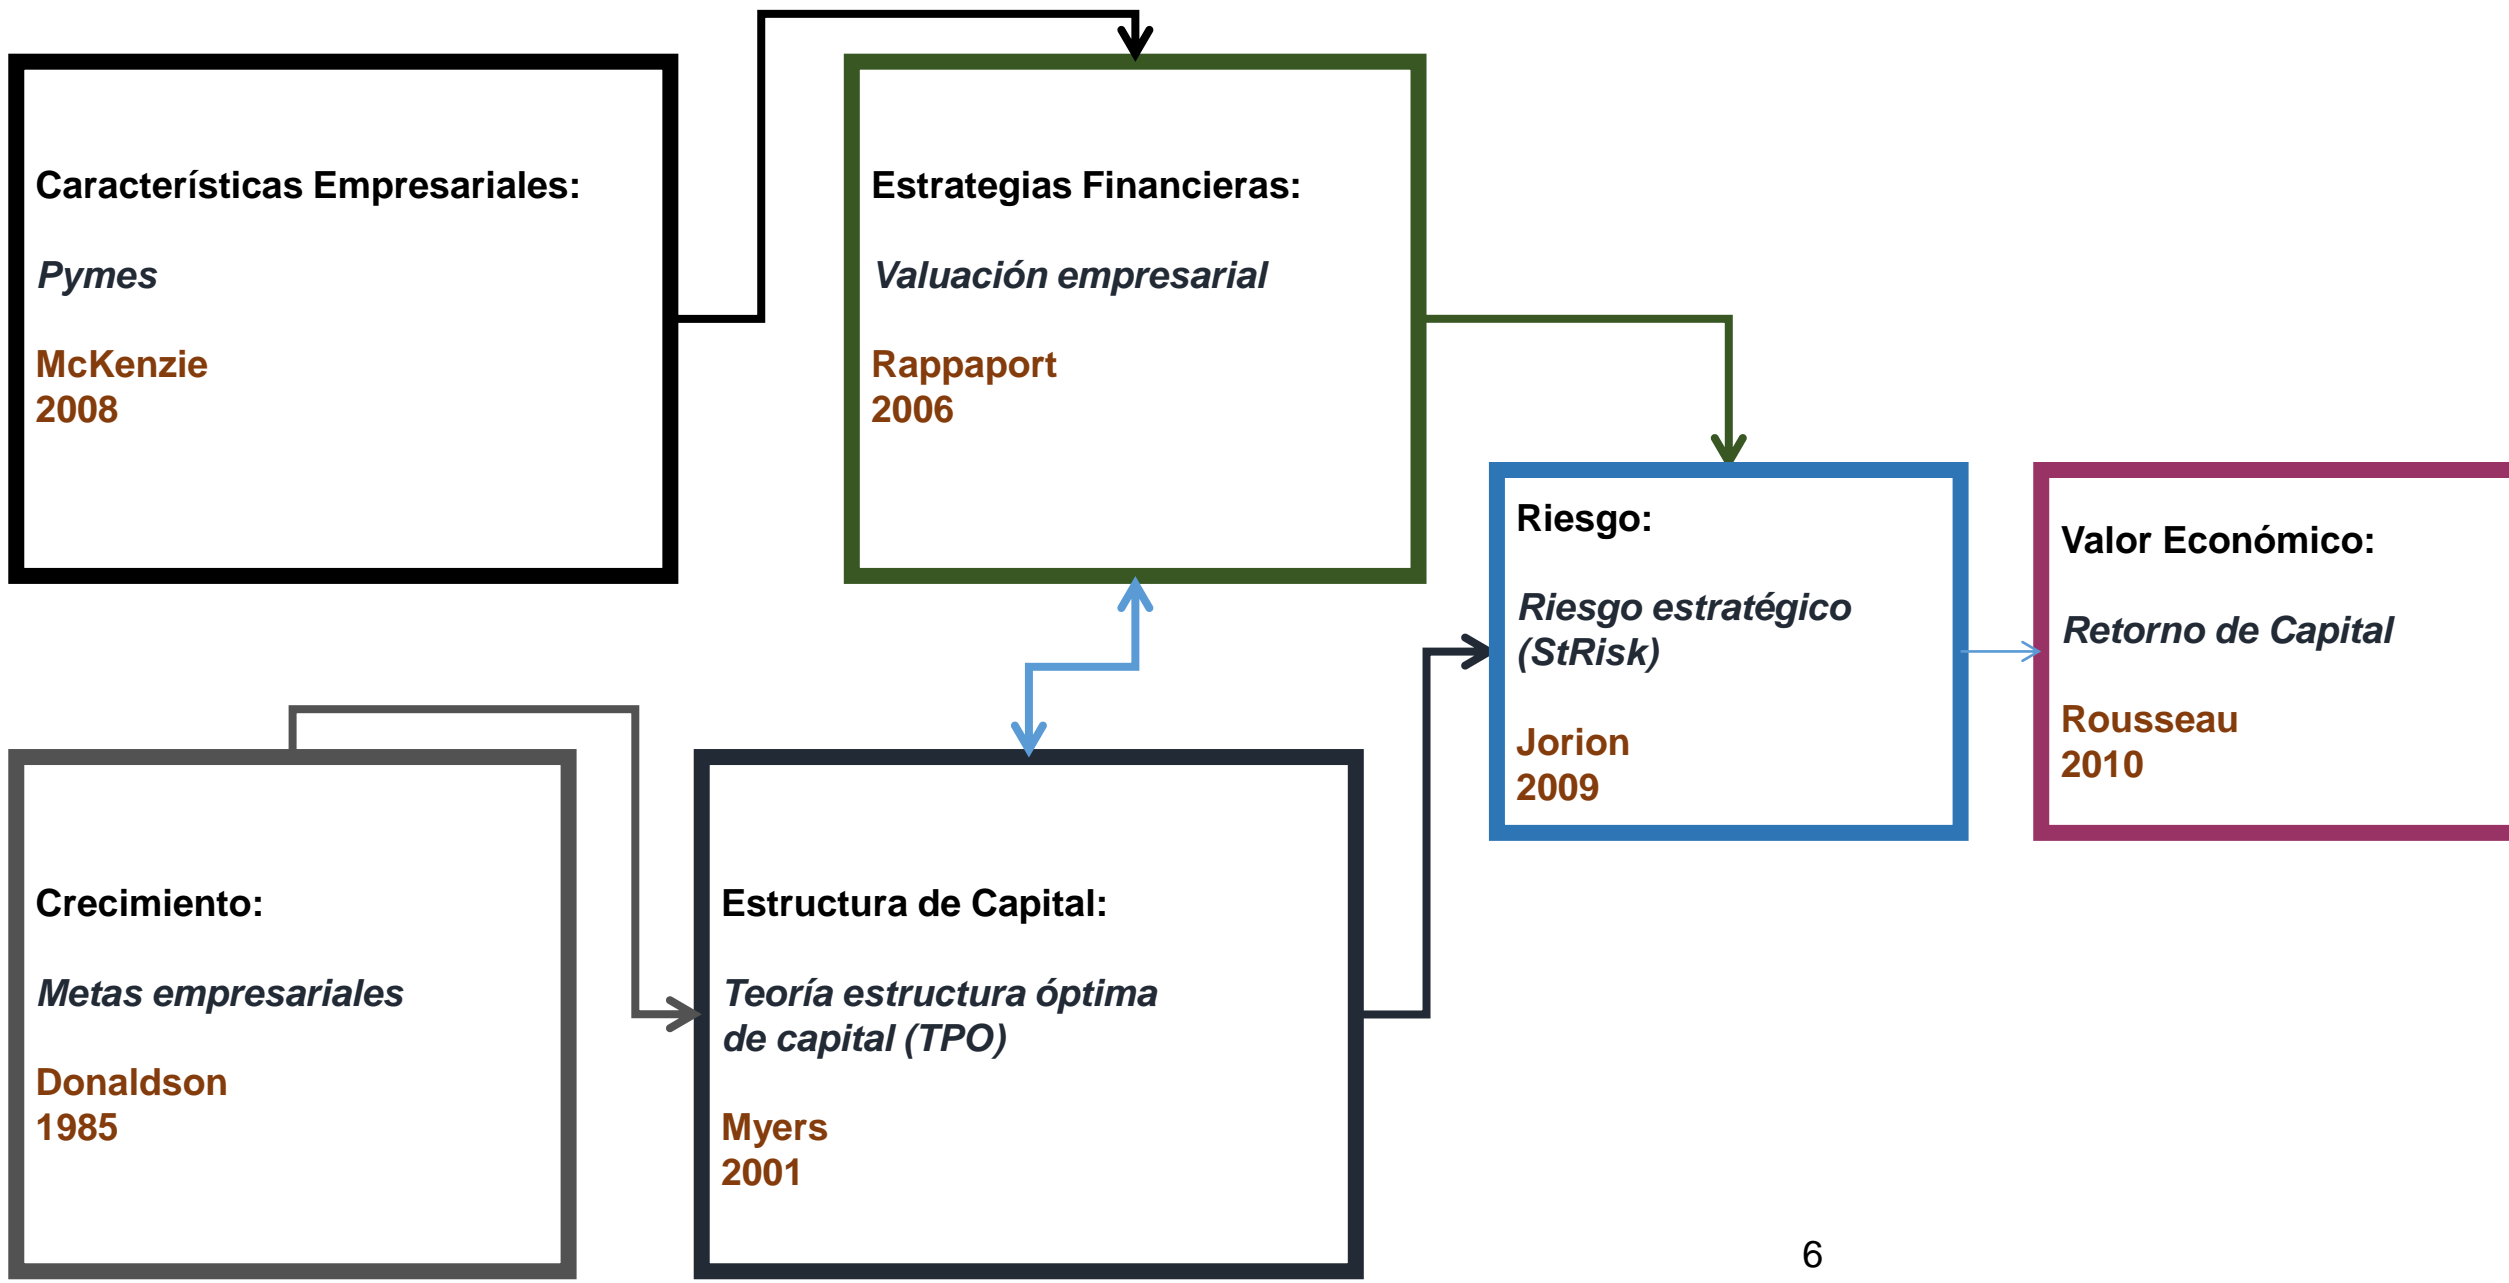 Características Empresariales:
Pymes
McKenzie
2008
Estrategias Financieras:
Valuación empresarial
Rappaport
2006
Riesgo:
Riesgo estratégico
(StRisk)
Jorion
2009
Valor Económico:
Retorno de Capital
Rousseau
2010
Crecimiento:
Metas empresariales
Donaldson
1985
Estructura de Capital:
Teoría estructura óptima
de capital (TPO)
Myers
2001
6